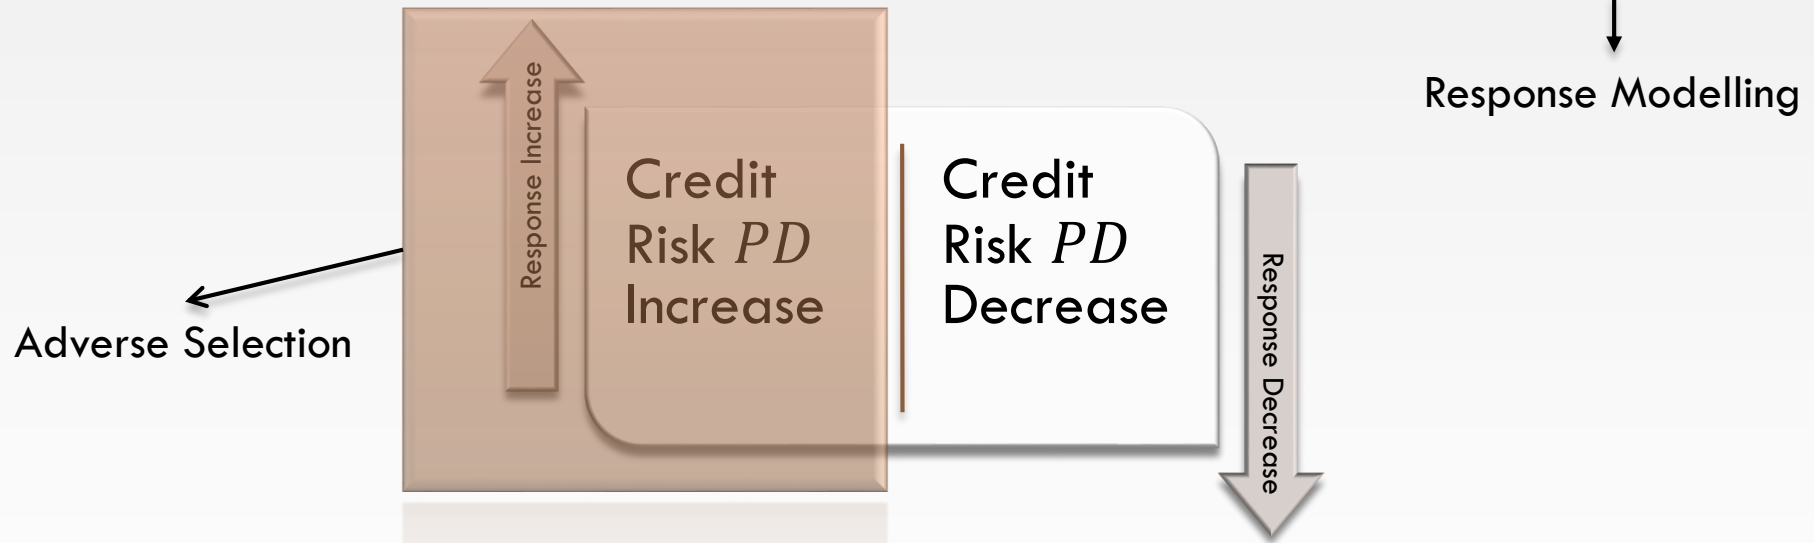 Response Modelling
Response Increase
Credit
Risk PD
Increase
Credit
Risk PD
Decrease
Response Decrease
Adverse Selection